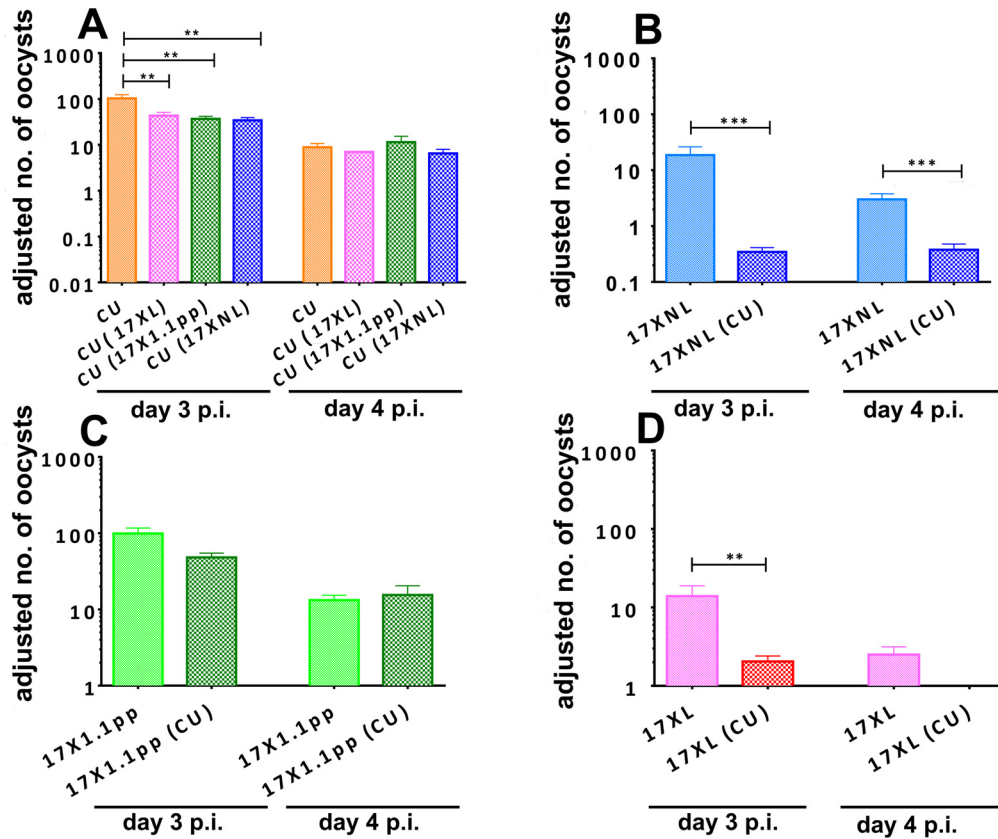 A
adjusted no. of oocysts
1000
100
10
1
0.1
0.01
**
**
**
CU
CU(17XL)
CU (17X1.1pp)
CU (17XNL)
CU
CU (17XL)
CU (17X1.1pp)
CU (17XNL)
day 3 p.i.
day 4 p.i.
B
adjusted no. of oocysts
1000
100
10
1
0.1
***
***
17XNL
17XNL (CU)
17XNL
17XNL (CU)
day 3 p.i.
day 4 p.i.
C
adjusted no. of oocysts
1000
100
10
1
17X1.1pp
17X1.1pp (CU)
17X1.1pp
17X1.1pp (CU)
day 3 p.i.
day 4 p.i.
D
adjusted no. of oocysts
1000
100
10
1
**
17XL
17XL (CU)
17XL
17XL (CU)
day 3 p.i.
day 4 p.i.